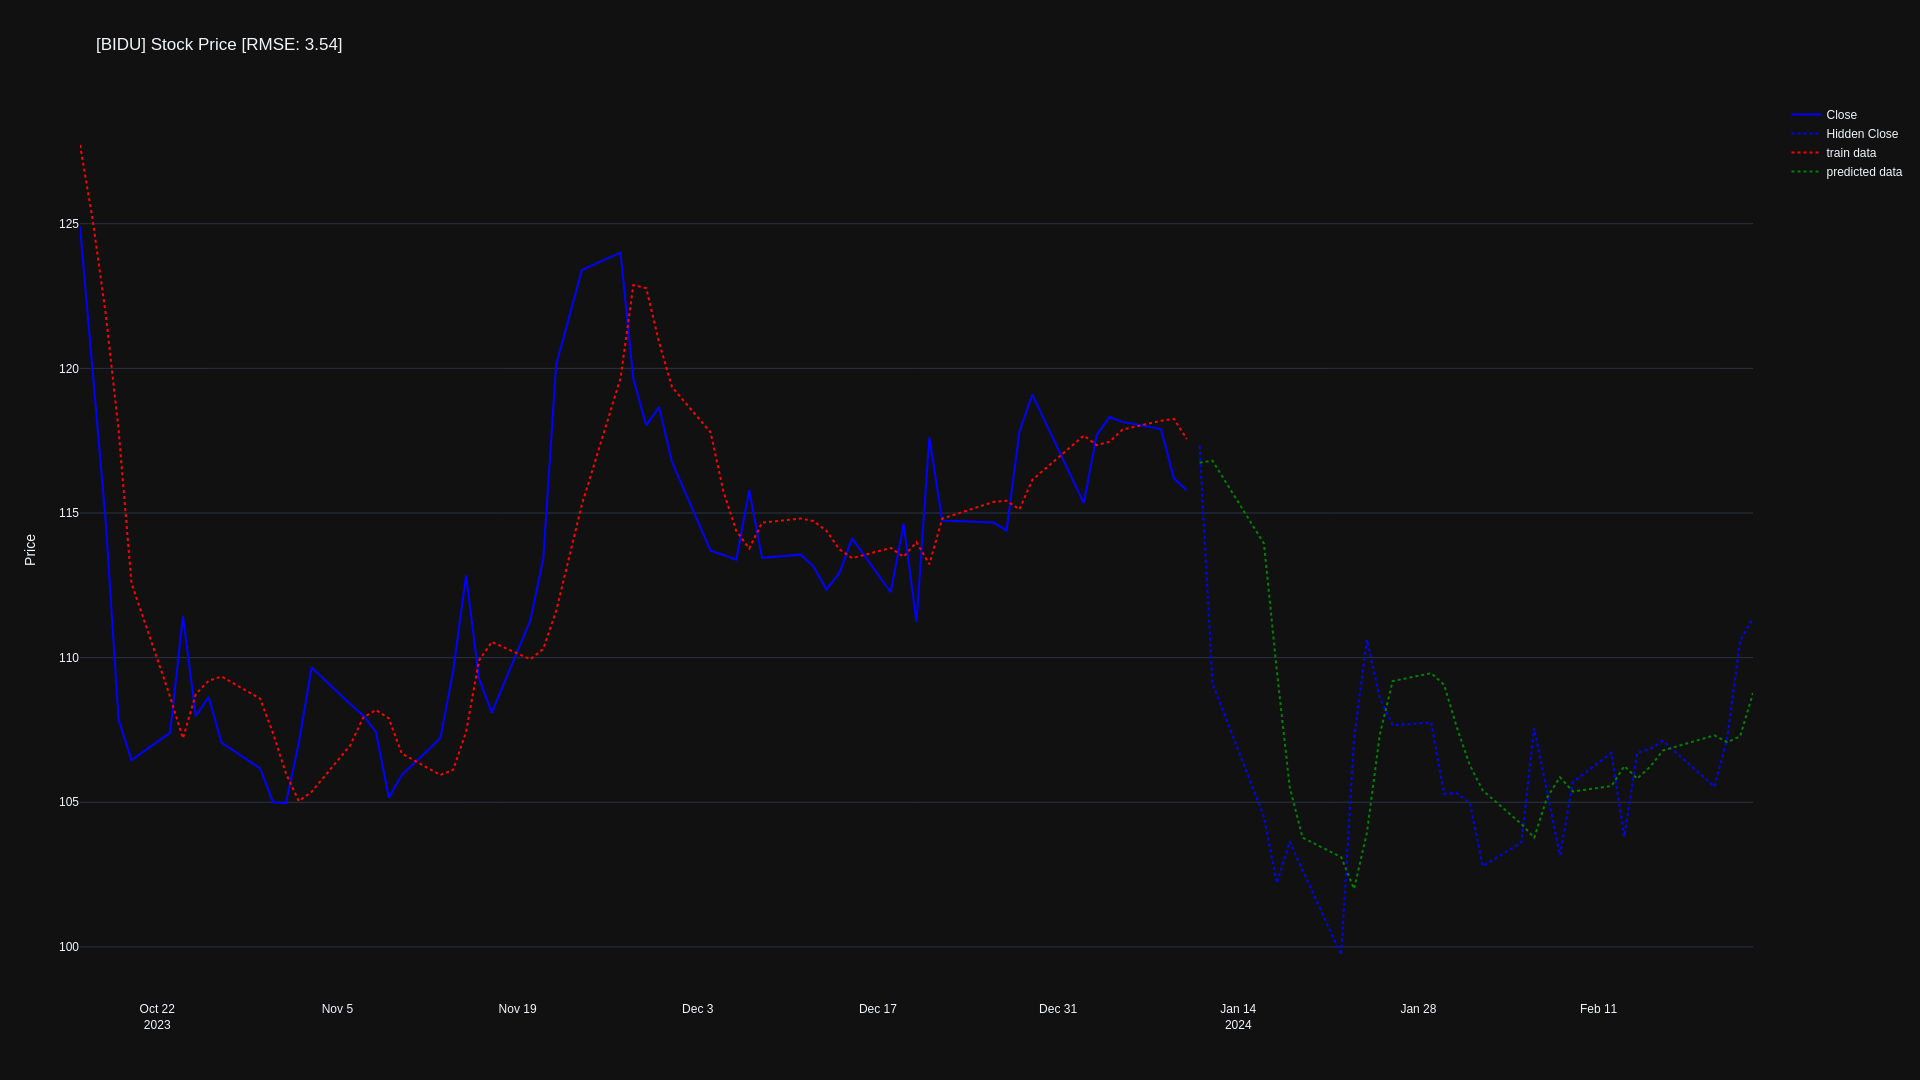 [BIDU] Stock Price [RMSE: 3.54]
Close
Hidden Close
train data
predicted data
125
120
115
110
105
100
Price
Oct 22
2023
Nov 5
Nov 19
Dec 3
Dec 17
Dec 31
Jan 14
2024
Jan 28
Feb 11